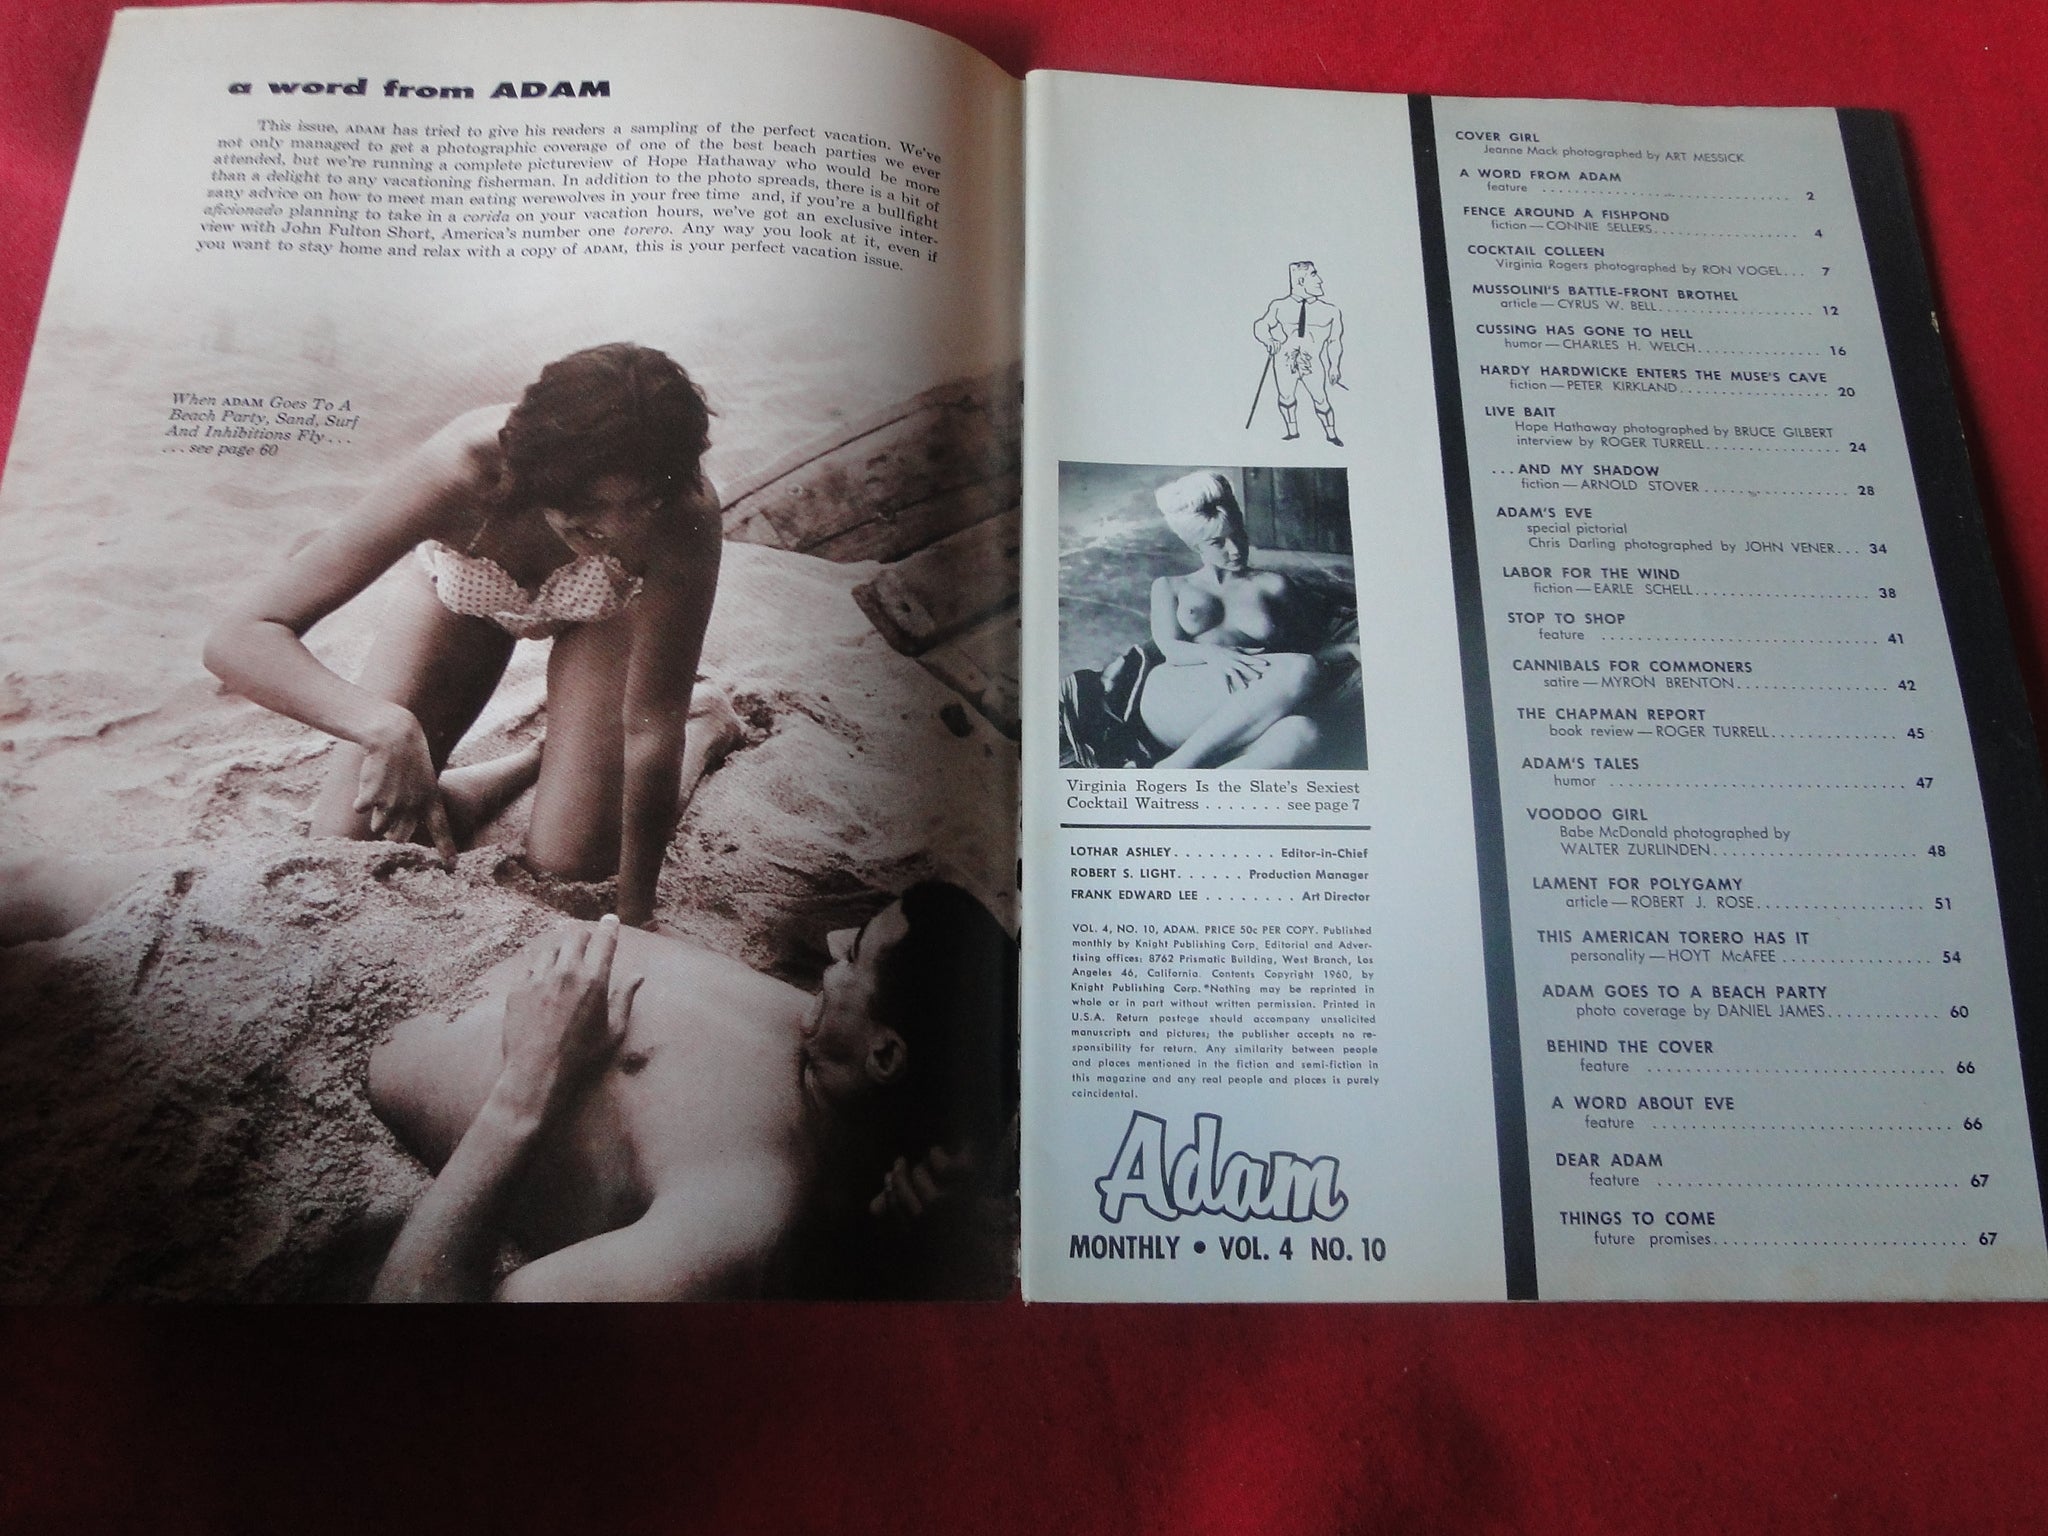 a word from ADAM
This issue, ADAM has tried to give his readers a sampling of the perfect vacation. We've
not only managed to get a photographic coverage of one of the best beach parties we ever
attended, but we're running a complete pictureview of Hope Hathaway who would be more
than a delight to any vacationing fisherman. In addition to the photo spreads, there is a bit of
zany advice on how to meet man eating werewolves in your free time and, if you're a bullfight
aficionado planning to take in a corida on your vacation hours, we've got an exclusive inter-
view with John Fulton Short, America's number one torero. Any way you look at it, even if
you want to stay home and relax with a copy of ADAM, this is your perfect vacation issue.
When ADAM Goes To A
Beach Party, Sand, Surf
And Inhibitions Fly . . .
. . . see page 60
Virginia Rogers Is the Slate's Sexiest
Cocktail Waitress . . . . . . . see page 7
LOTHAR ASHLEY. . . . . . . . . Editor-in-Chief
ROBERT S. LIGHT. . . . . . Production Manager
FRANK EDWARD LEE . . . . . . . . Art Director
VOL. 4, NO. 10, ADAM. PRICE 50c PER COPY. Published
monthly by Knight Publishing Corp. Editorial and Adver-
tising offices: 8762 Prismatic Building, West Branch, Los
Angeles 46, California. Contents Copyright 1960, by
Knight Publishing Corp. *Nothing may be reprinted in
whole or in part without written permission. Printed in
U.S.A. Return postage should accompany unsolicited
manuscripts and pictures; the publisher accepts no re-
sponsibility for return. Any similarity between people
and places mentioned in the fiction and semi-fiction in
this magazine and any real people and places is purely
coincidental.
Adam
MONTHLY • VOL. 4 NO. 10
COVER GIRL
Jeanne Mack photographed by ART MESSICK
A WORD FROM ADAM
feature . . . . . . . . . . 2
FENCE AROUND A FISHPOND
fiction — CONNIE SELLERS. . . . . . . . . . 4
COCKTAIL COLLEEN
Virginia Rogers photographed by RON VOGEL. . . 7
MUSSOLINI'S BATTLE-FRONT BROTHEL
article — CYRUS W. BELL. . . . . . . . . . 12
CUSSING HAS GONE TO HELL
humor — CHARLES H. WELCH. . . . . . . . . . 16
HARDY HARDWICKE ENTERS THE MUSE'S CAVE
fiction — PETER KIRKLAND. . . . . . . . . . 20
LIVE BAIT
Hope Hathaway photographed by BRUCE GILBERT
interview by ROGER TURRELL. . . . . . . . . . 24
. . . AND MY SHADOW
fiction — ARNOLD STOVER . . . . . . . . . . 28
ADAM'S EVE
special pictorial
Chris Darling photographed by JOHN VENER. . . 34
LABOR FOR THE WIND
fiction — EARLE SCHELL. . . . . . . . . . 38
STOP TO SHOP
feature . . . . . . . . . . 41
CANNIBALS FOR COMMONERS
satire — MYRON BRENTON. . . . . . . . . . 42
THE CHAPMAN REPORT
book review — ROGER TURRELL. . . . . . . . . . 45
ADAM'S TALES
humor . . . . . . . . . . 47
VOODOO GIRL
Babe McDonald photographed by
WALTER ZURLINDEN. . . . . . . . . . 48
LAMENT FOR POLYGAMY
article — ROBERT J. ROSE. . . . . . . . . . 51
THIS AMERICAN TORERO HAS IT
personality — HOYT McAFEE . . . . . . . . . . 54
ADAM GOES TO A BEACH PARTY
photo coverage by DANIEL JAMES. . . . . . . . . . 60
BEHIND THE COVER
feature . . . . . . . . . . 66
A WORD ABOUT EVE
feature . . . . . . . . . . 66
DEAR ADAM
feature . . . . . . . . . . 67
THINGS TO COME
future promises. . . . . . . . . . 67